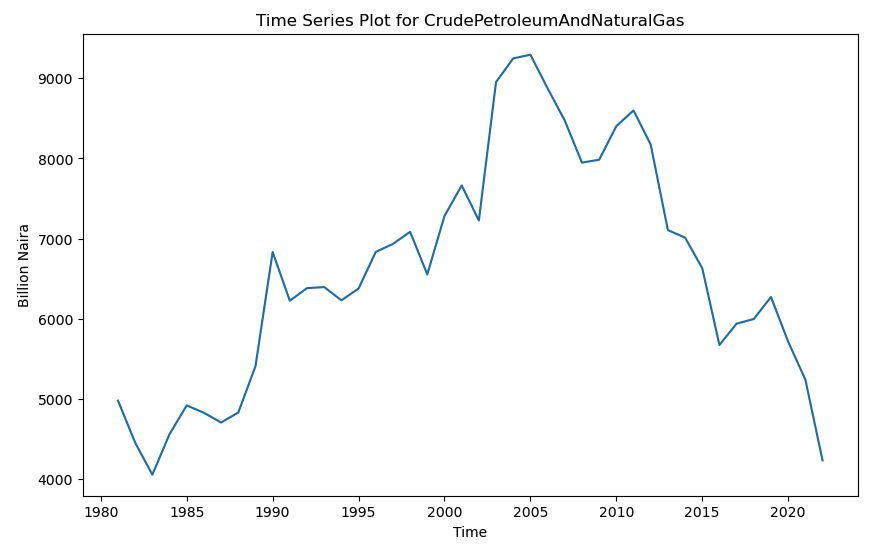 Time Series Plot for CrudePetroleumAndNaturalGas
Billion Naira
9000
8000
7000
6000
5000
4000
1980 1985 1990 1995 2000 2005 2010 2015 2020
Time